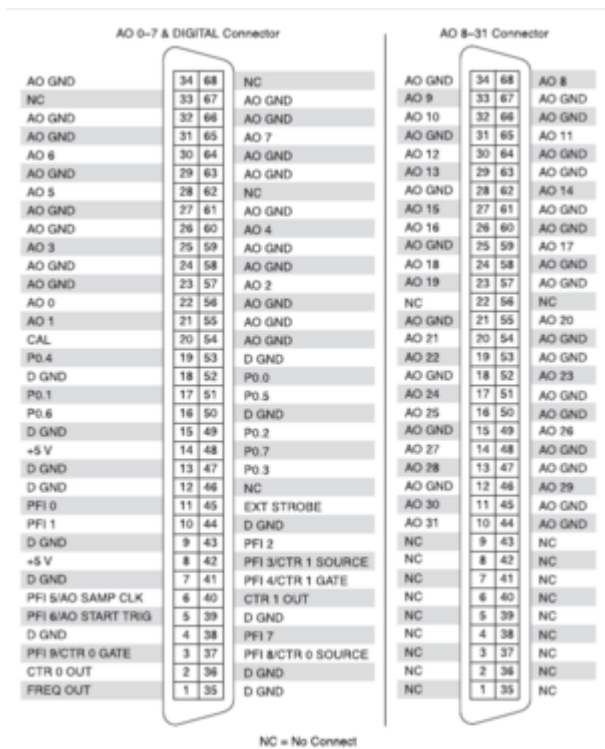 AO 0–7 & DIGITAL Connector AO 8–31 Connector
AO GND 34 68 NC AO GND 34 68 AO 8
NC 33 67 AO GND AO 9 33 67 AO GND
AO GND 32 66 AO GND AO 10 32 66 AO GND
AO GND 31 65 AO 7 AO GND 31 65 AO 11
AO 6 30 64 AO GND AO 12 30 64 AO GND
AO GND 29 63 AO GND AO 13 29 63 AO GND
AO 5 28 62 NC AO GND 28 62 AO 14
AO GND 27 61 AO GND AO 15 27 61 AO GND
AO GND 26 60 AO 4 AO 16 26 60 AO GND
AO 3 25 59 AO GND AO GND 25 59 AO 17
AO GND 24 58 AO GND AO 18 24 58 AO GND
AO GND 23 57 AO 2 AO 19 23 57 AO GND
AO 0 22 56 AO GND NC 22 56 NC
AO 1 21 55 AO GND AO GND 21 55 AO 20
CAL 20 54 AO GND AO 21 20 54 AO GND
P0.4 19 53 D GND AO 22 19 53 AO GND
D GND 18 52 P0.0 AO GND 18 52 AO 23
P0.1 17 51 P0.5 AO 24 17 51 AO GND
P0.6 16 50 D GND AO 25 16 50 AO GND
D GND 15 49 P0.2 AO GND 15 49 AO 26
+5 V 14 48 P0.7 AO 27 14 48 AO GND
D GND 13 47 P0.3 AO 28 13 47 AO GND
D GND 12 46 NC AO GND 12 46 AO 29
PFI 0 11 45 EXT STROBE AO 30 11 45 AO GND
PFI 1 10 44 D GND AO 31 10 44 AO GND
D GND 9 43 PFI 2 NC 9 43 NC
+5 V 8 42 PFI 3/CTR 1 SOURCE NC 8 42 NC
D GND 7 41 PFI 4/CTR 1 GATE NC 7 41 NC
PFI 5/AO SAMP CLK 6 40 CTR 1 OUT NC 6 40 NC
PFI 6/AO START TRIG 5 39 D GND NC 5 39 NC
D GND 4 38 PFI 7 NC 4 38 NC
PFI 9/CTR 0 GATE 3 37 PFI 8/CTR 0 SOURCE NC 3 37 NC
CTR 0 OUT 2 36 D GND NC 2 36 NC
FREQ OUT 1 35 D GND NC 1 35 NC
NC = No Connect